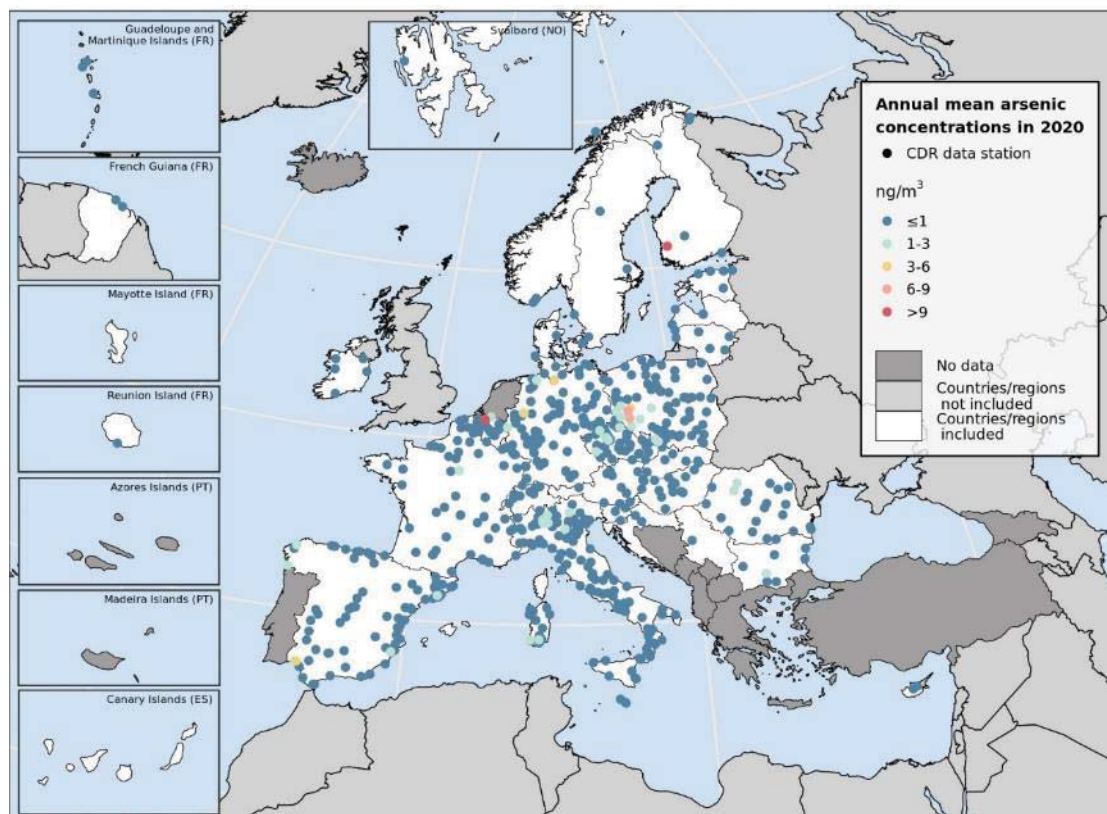 Guadeloupe and
Martinique Islands (FR)
Svalbard (NO)
French Guiana (FR)
Mayotte Island (FR)
Reunion Island (FR)
Azores Islands (PT)
Madeira Islands (PT)
Canary Islands (ES)
Annual mean arsenic
concentrations in 2020
CDR data station
ng/m³
≤1
1-3
3-6
6-9
>9
No data
Countries/regions
not included
Countries/regions
included